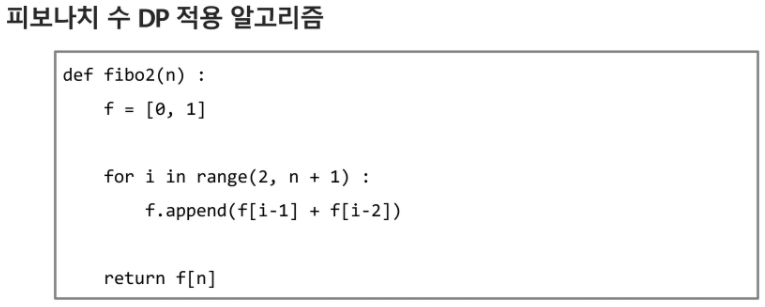 피보나치 수 DP 적용 알고리즘
def fibo2(n) :
    f = [0, 1]
    for i in range(2, n + 1) :
        f.append(f[i-1] + f[i-2])
    return f[n]